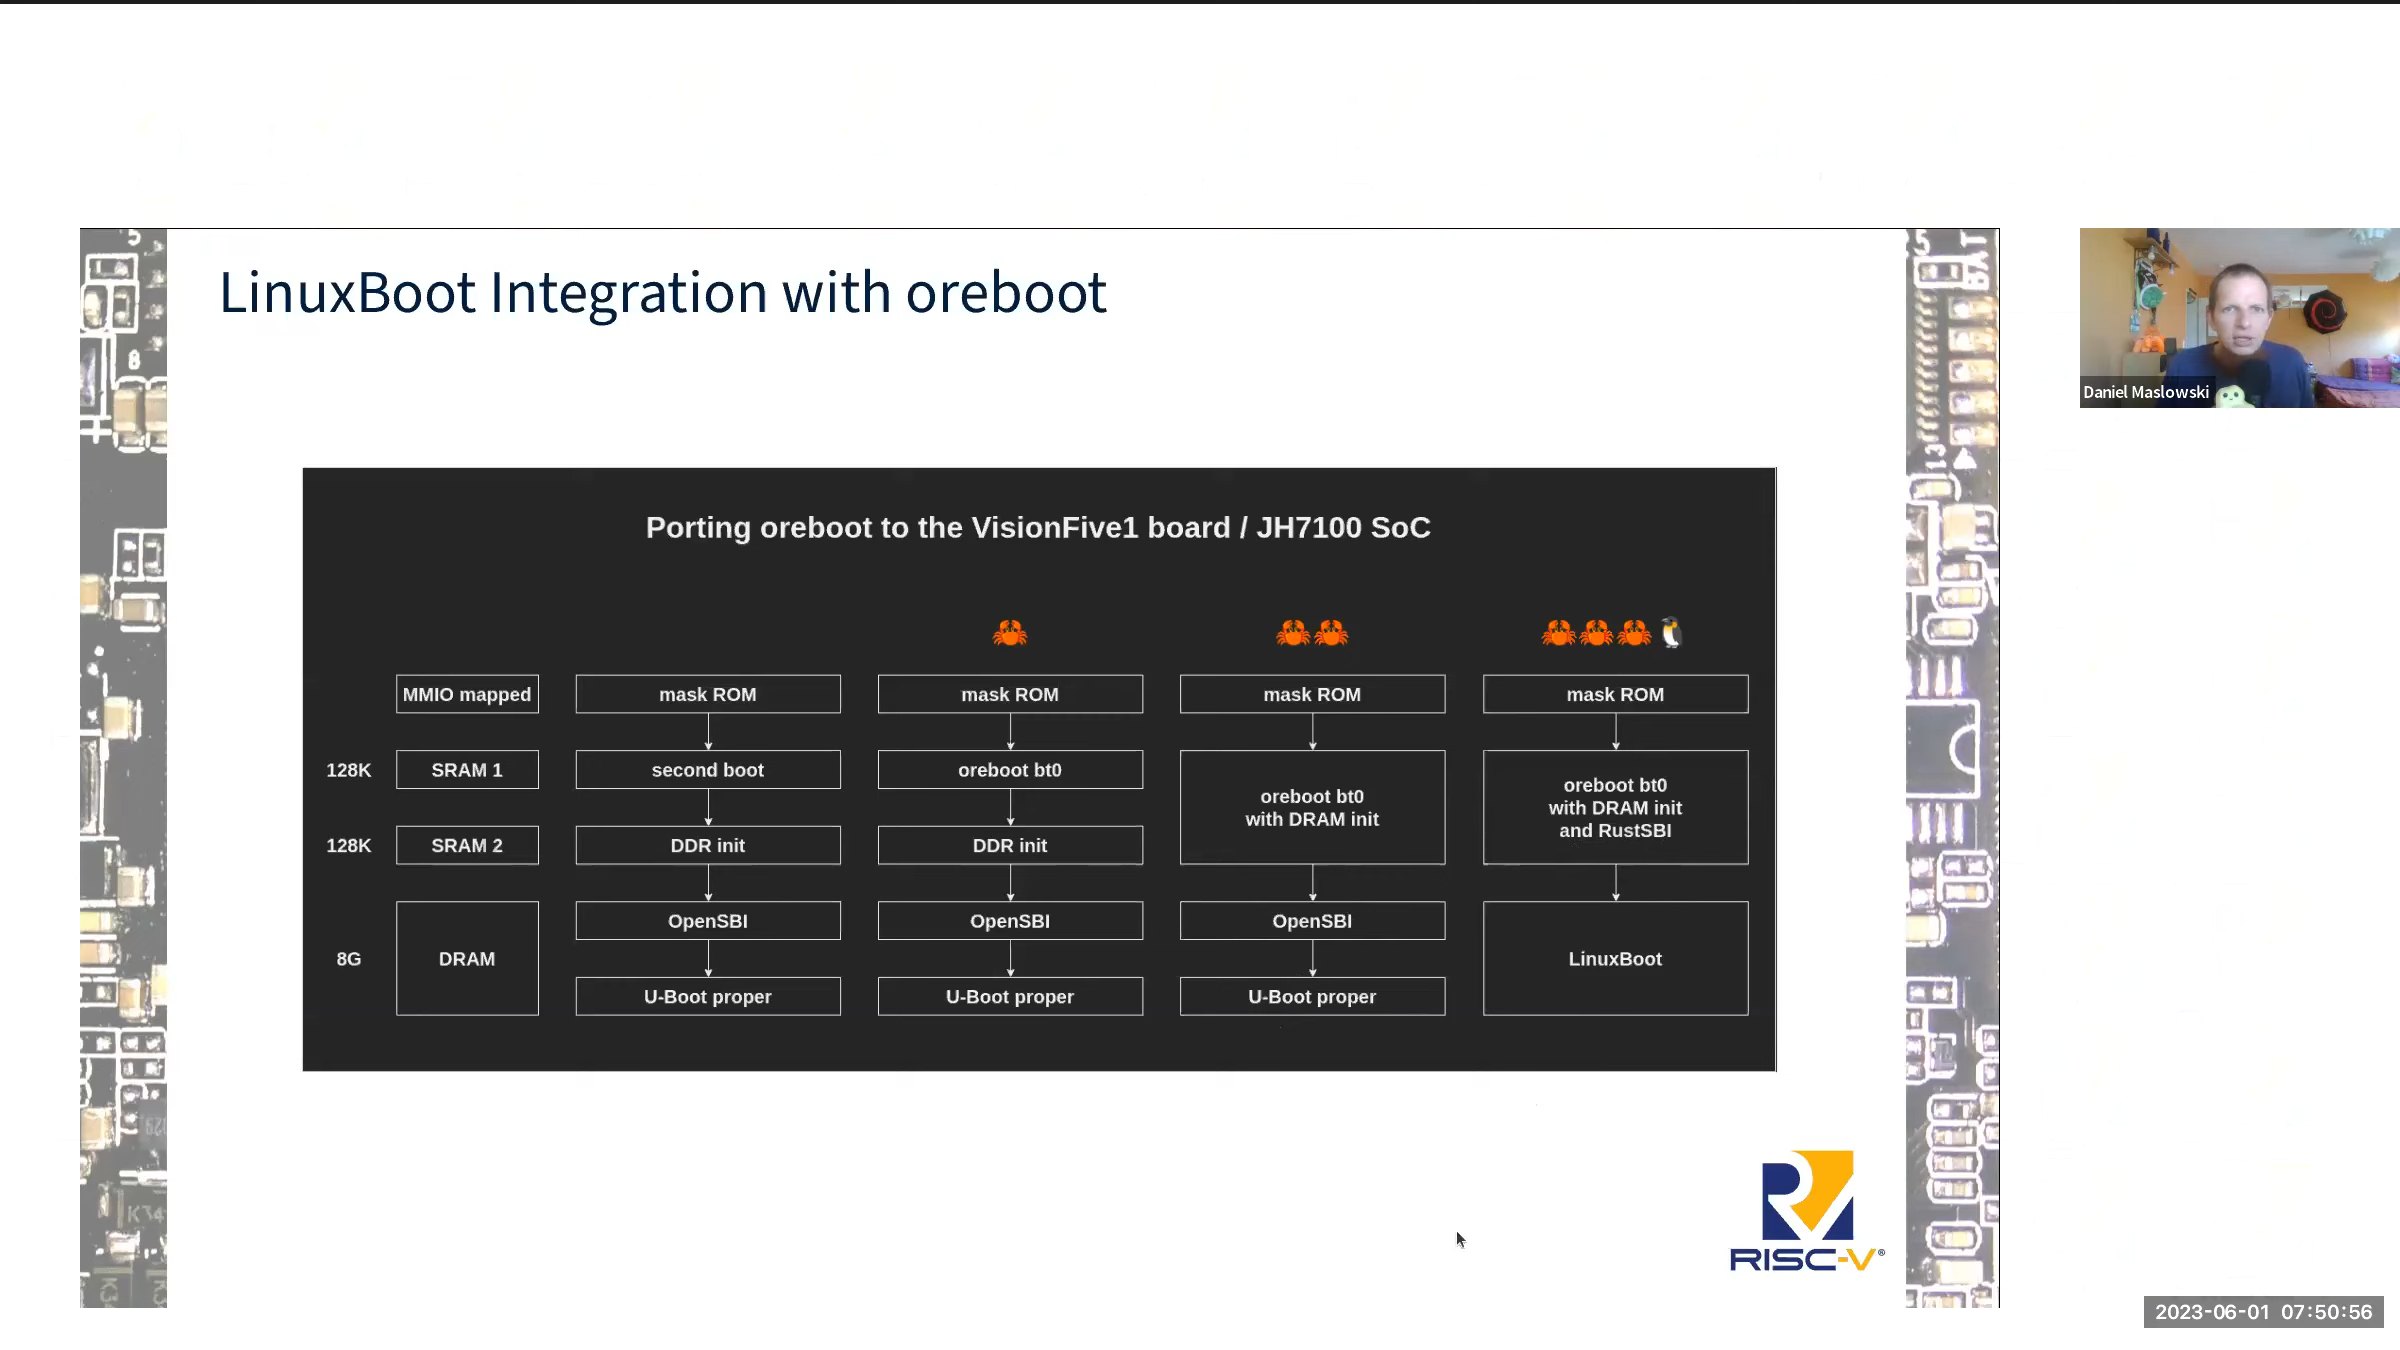 LinuxBoot Integration with oreboot
Daniel Maslowski
Porting oreboot to the VisionFive1 board / JH7100 SoC
MMIO mapped
mask ROM
mask ROM
mask ROM
mask ROM
128K
SRAM 1
second boot
oreboot bt0
oreboot bt0
with DRAM init
oreboot bt0
with DRAM init
and RustSBI
128K
SRAM 2
DDR init
DDR init
8G
DRAM
OpenSBI
OpenSBI
OpenSBI
LinuxBoot
U-Boot proper
U-Boot proper
U-Boot proper
RISC-V®
2023-06-01 07:50:56